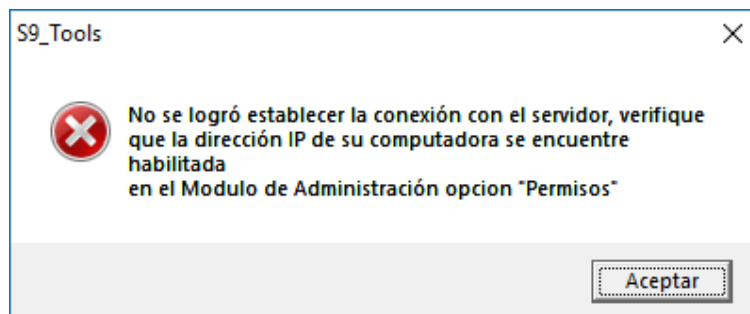 S9_Tools
No se logró establecer la conexión con el servidor, verifique
que la dirección IP de su computadora se encuentre
habilitada
en el Modulo de Administración opcion "Permisos"
Aceptar